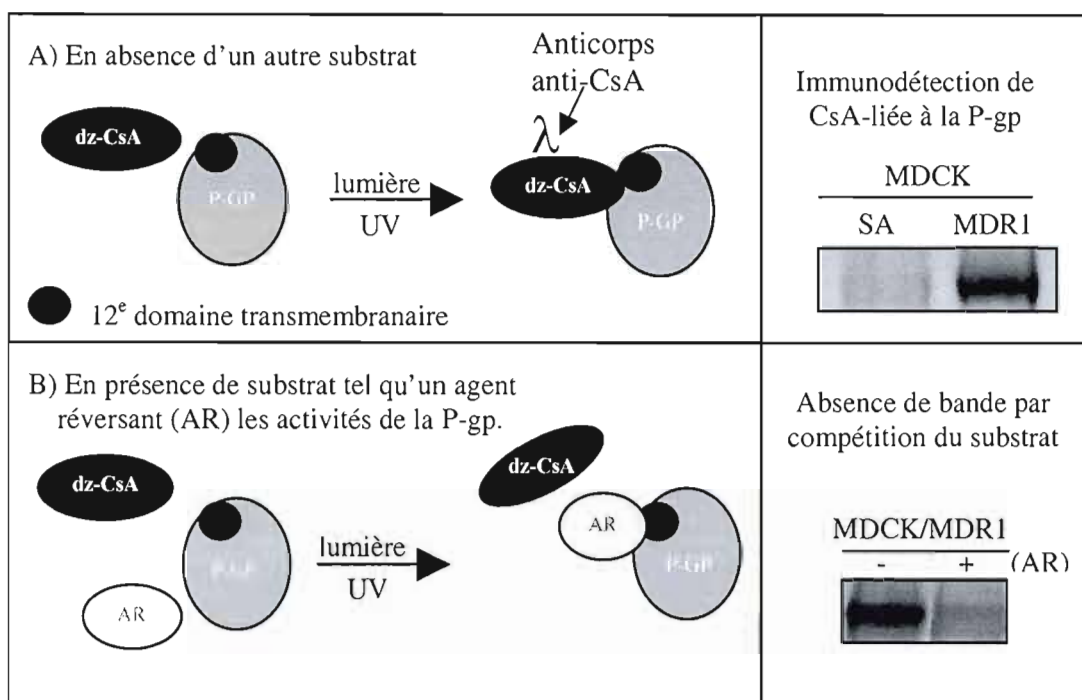 A) En absence d'un autre substrat
Anticorps
anti-CsA
λ
dz-CsA
P-GP
lumière
UV
dz-CsA
P-GP
12e domaine transmembranaire
Immunodétection de
CsA-liée à la P-gp
MDCK
SA MDR1
B) En présence de substrat tel qu'un agent
réversant (AR) les activités de la P-gp.
dz-CsA
P-GP
AR
lumière
UV
dz-CsA
AR
P-GP
Absence de bande par
compétition du substrat
MDCK/MDR1
- + (AR)